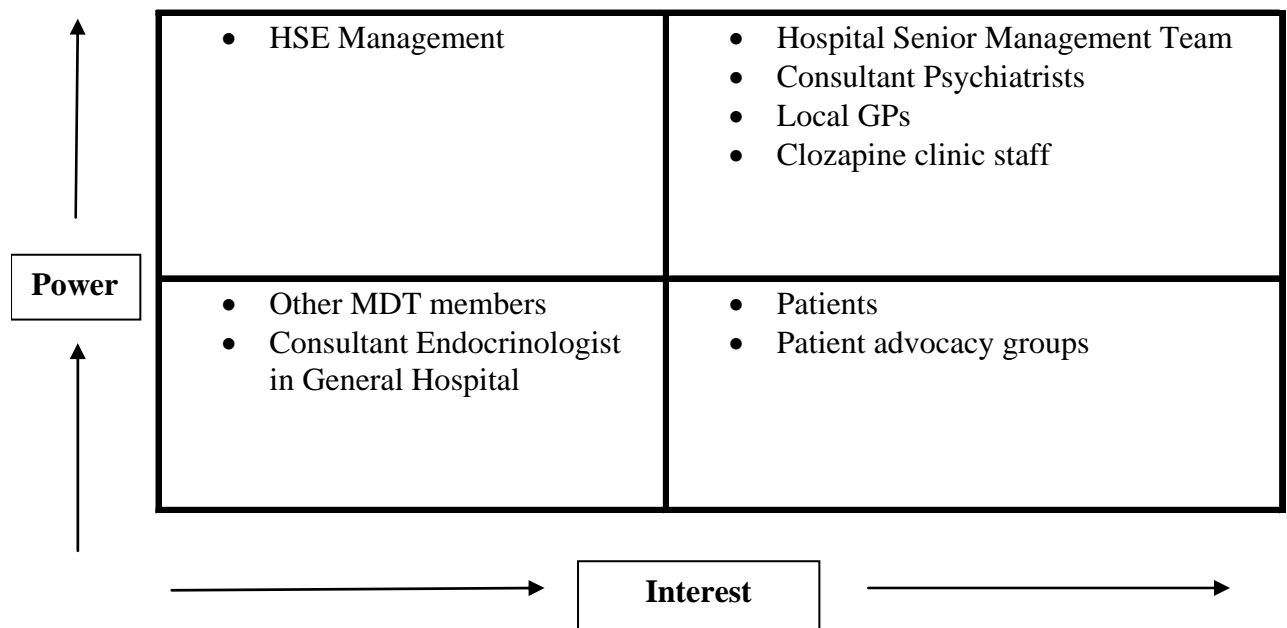 • HSE Management
• Hospital Senior Management Team
• Consultant Psychiatrists
• Local GPs
• Clozapine clinic staff
Power
• Other MDT members
• Consultant Endocrinologist
in General Hospital
• Patients
• Patient advocacy groups
Interest